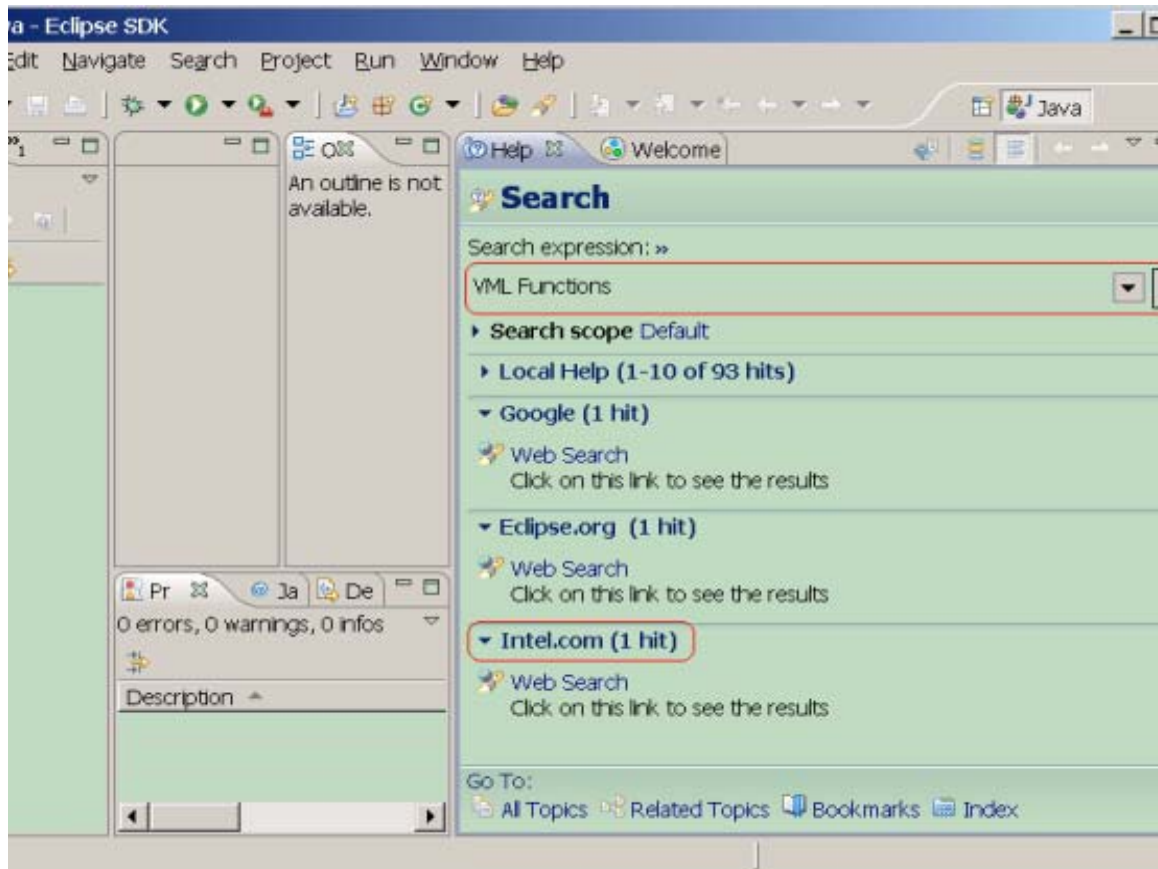 va - Eclipse SDK
Edit Navigate Search Project Run Window Help
Java
»1
O
An outline is not
available.
Help Welcome
Search
Search expression: »
VML Functions
Search scope Default
Local Help (1-10 of 93 hits)
Google (1 hit)
Web Search
Click on this link to see the results
Eclipse.org (1 hit)
Web Search
Click on this link to see the results
Intel.com (1 hit)
Web Search
Click on this link to see the results
Pr Ja De
0 errors, 0 warnings, 0 infos
Description
Go To:
All Topics Related Topics Bookmarks Index